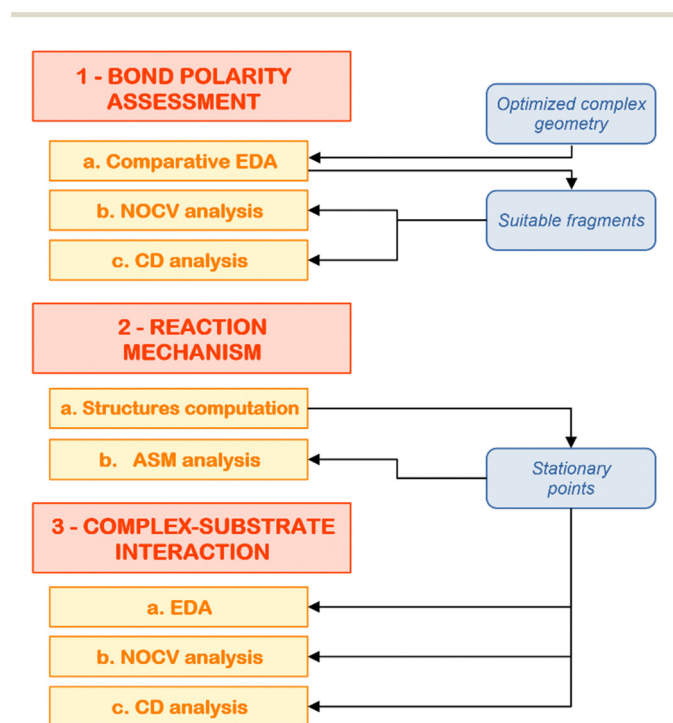 1 - BOND POLARITY
ASSESSMENT
Optimized complex
geometry
a. Comparative EDA
b. NOCV analysis
Suitable fragments
c. CD analysis
2 - REACTION
MECHANISM
a. Structures computation
b. ASM analysis
Stationary
points
3 - COMPLEX-SUBSTRATE
INTERACTION
a. EDA
b. NOCV analysis
c. CD analysis